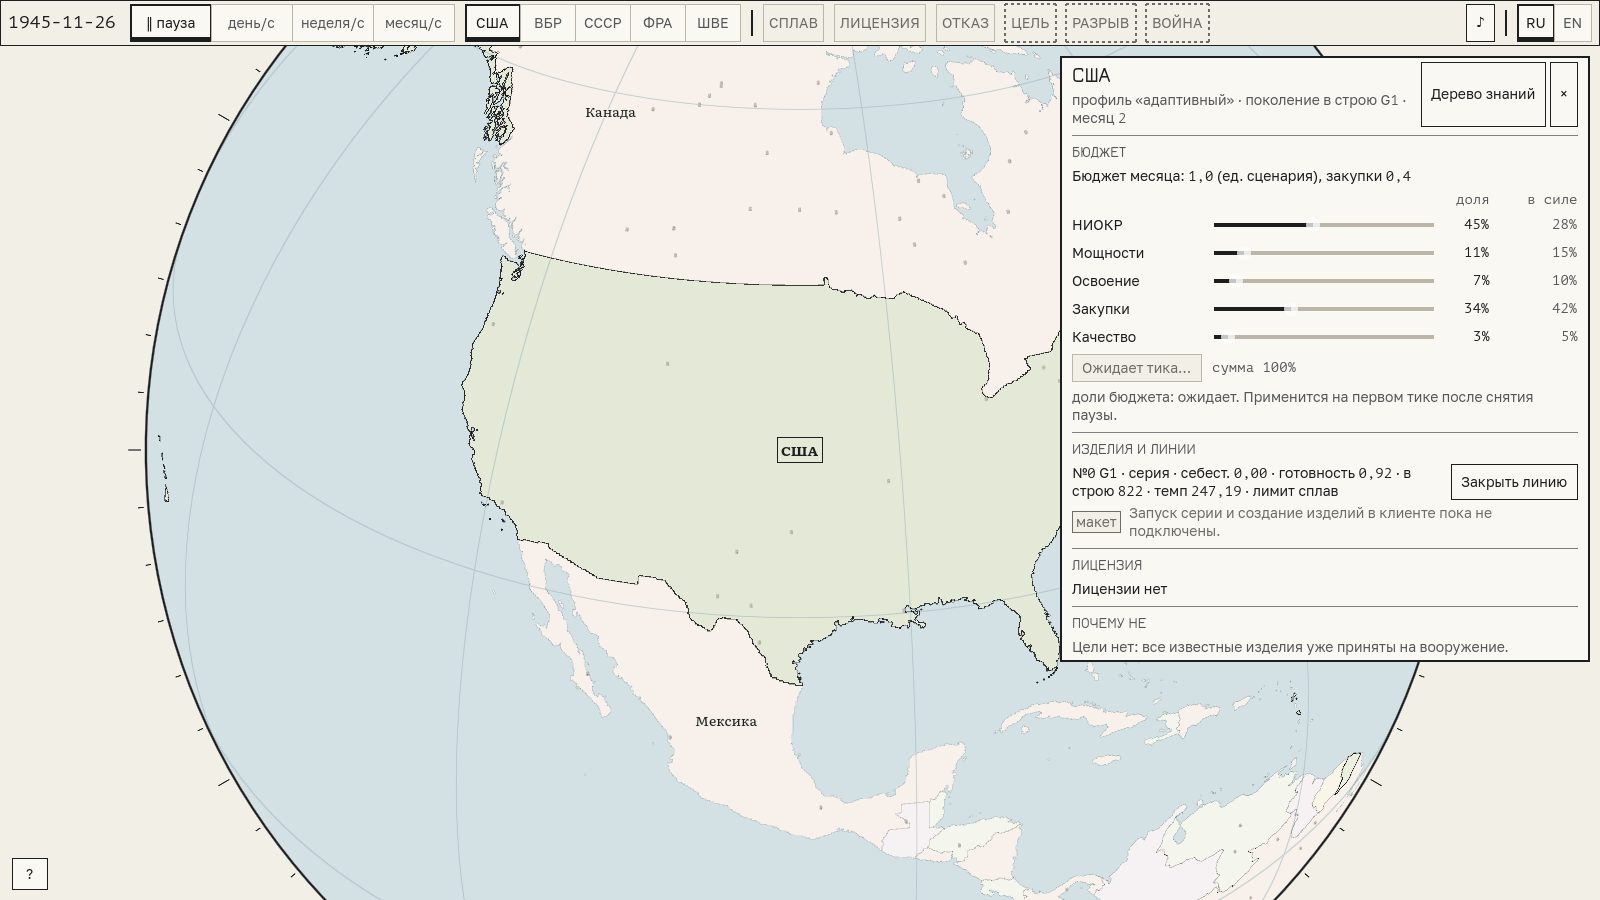 1945-11-26
‖ пауза
день/с
неделя/с
месяц/с
США
ВБР
СССР
ФРА
ШВЕ
СПЛАВ
ЛИЦЕНЗИЯ
ОТКАЗ
ЦЕЛЬ
РАЗРЫВ
ВОЙНА
♪
RU
EN
США
профиль «адаптивный» · поколение в строю G1 ·
месяц 2
Дерево знаний
×
БЮДЖЕТ
Бюджет месяца: 1,0 (ед. сценария), закупки 0,4
доля в силе
НИОКР 45% 28%
Мощности 11% 15%
Освоение 7% 10%
Закупки 34% 42%
Качество 3% 5%
Ожидает тика… сумма 100%
доли бюджета: ожидает. Применится на первом тике после снятия
паузы.
ИЗДЕЛИЯ И ЛИНИИ
№0 G1 · серия · себест. 0,00 · готовность 0,92 · в
строю 822 · темп 247,19 · лимит сплав
Закрыть линию
макет
Запуск серии и создание изделий в клиенте пока не
подключены.
ЛИЦЕНЗИЯ
Лицензии нет
ПОЧЕМУ НЕ
Цели нет: все известные изделия уже приняты на вооружение.
Канада
США
Мексика
?